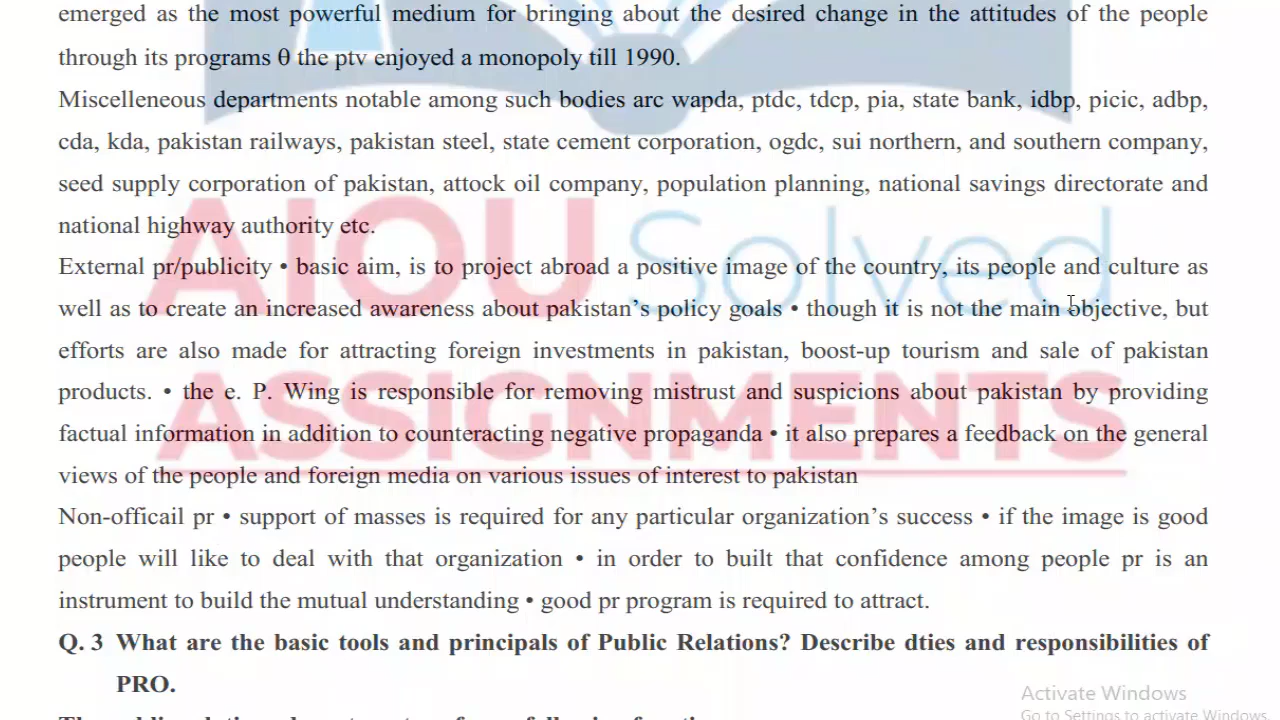 emerged as the most powerful medium for bringing about the desired change in the attitudes of the people
through its programs θ the ptv enjoyed a monopoly till 1990.
Miscellaneous departments notable among such bodies arc wapda, ptdc, tdcp, pia, state bank, idbp, picic, adbp,
cda, kda, pakistan railways, pakistan steel, state cement corporation, ogdc, sui northern, and southern company,
seed supply corporation of pakistan, attock oil company, population planning, national savings directorate and
national highway authority etc.
AIOU Solved
External pr/publicity • basic aim, is to project abroad a positive image of the country, its people and culture as
well as to create an increased awareness about pakistan’s policy goals • though it is not the main objective, but
efforts are also made for attracting foreign investments in pakistan, boost-up tourism and sale of pakistan
products. • the e. P. Wing is responsible for removing mistrust and suspicions about pakistan by providing
ASSIGNMENTS
factual information in addition to counteracting negative propaganda • it also prepares a feedback on the general
views of the people and foreign media on various issues of interest to pakistan
Non-officail pr • support of masses is required for any particular organization’s success • if the image is good
people will like to deal with that organization • in order to built that confidence among people pr is an
instrument to build the mutual understanding • good pr program is required to attract.
Q. 3 What are the basic tools and principals of Public Relations? Describe dties and responsibilities of
PRO.
Activate Windows
Go to Settings to activate Windows.